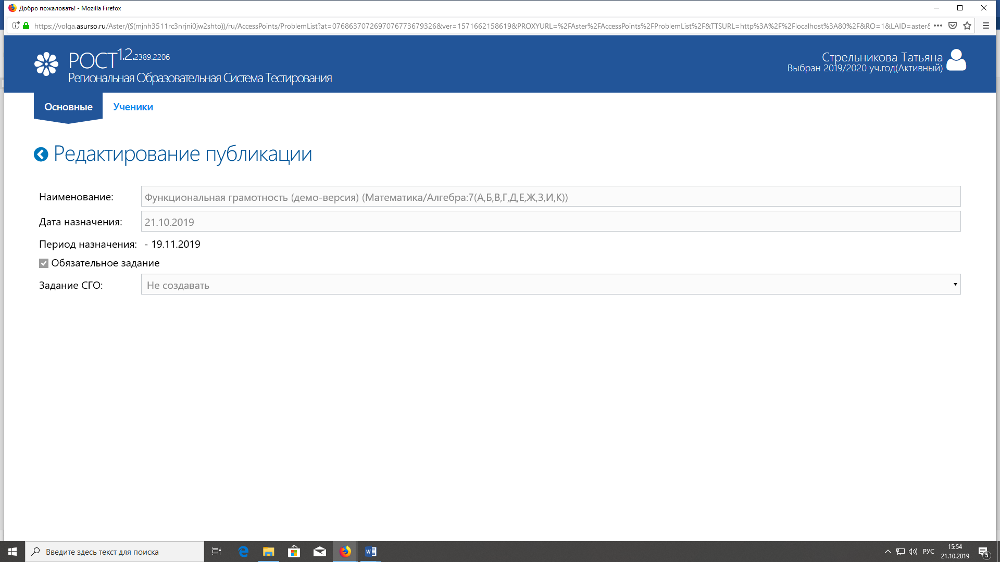 Добро пожаловать! - Mozilla Firefox
https://volga.asurso.ru/Aster/(S(mjnh3511rc3nrjni0jw2shto))/ru/AccessPoints/ProblemList?at=076863707269707677367932&ver=1571662158619&PROXYURL=%2FAster%2FAccessPoints%2FProblemList%2F&TTSURL=http%3A%2F%2Flocalhost%3A80%2F&RO=1&LAID=aster&
РОСТ1.2.2389.2206
Региональная Образовательная Система Тестирования
Стрельникова Татьяна
Выбран 2019/2020 уч.год(Активный)
Основные Ученики
Редактирование публикации
Наименование: Функциональная грамотность (демо-версия) (Математика/Алгебра:7(А,Б,В,Г,Д,Е,Ж,З,И,К))
Дата назначения: 21.10.2019
Период назначения: - 19.11.2019
Обязательное задание
Задание СГО: Не создавать
Введите здесь текст для поиска
РУС
15:54
21.10.2019
5